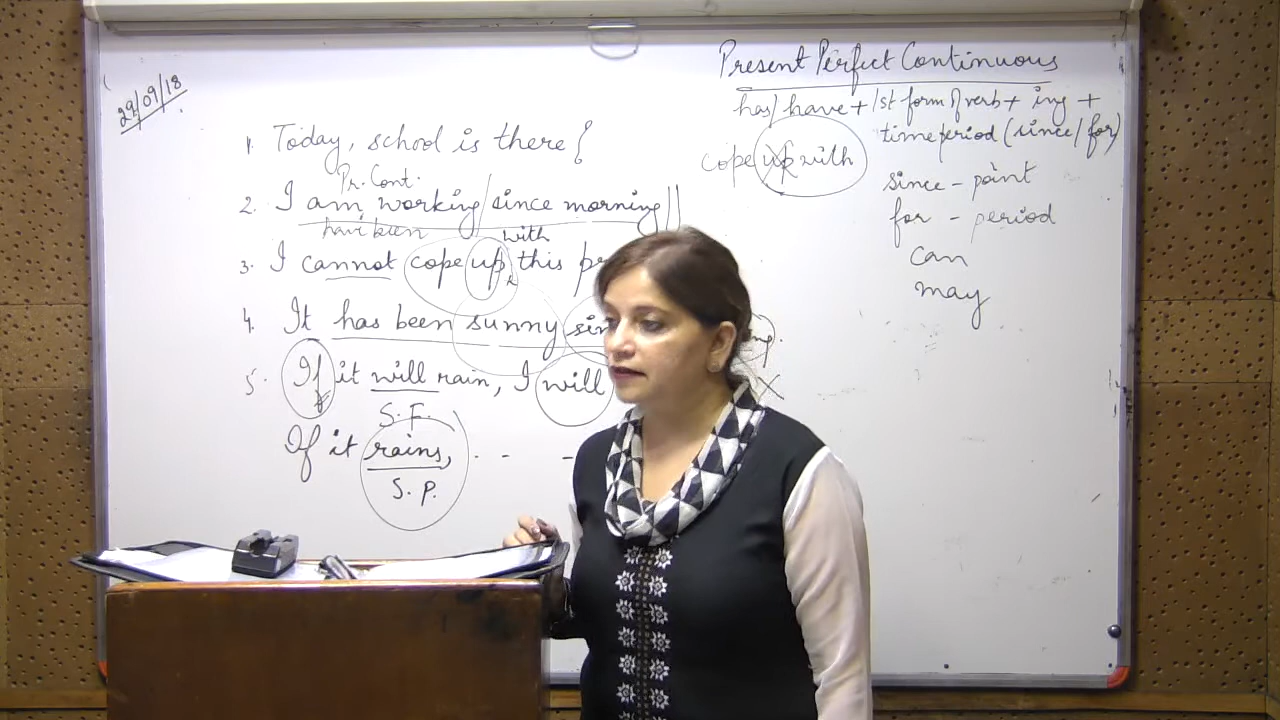 29/09/18
1. Today, school is there {
Pr. Cont.
2. I am working / since morning ||
have been
with
3. I cannot cope up this
4. It has been sunny
5. If it will rain, I will
S. F.
If it rains, - - -
S. P.
Present Perfect Continuous
has/ have + 1st form of verb + ing +
time period (since/for)
cope up with
since - point
for - period
can
may